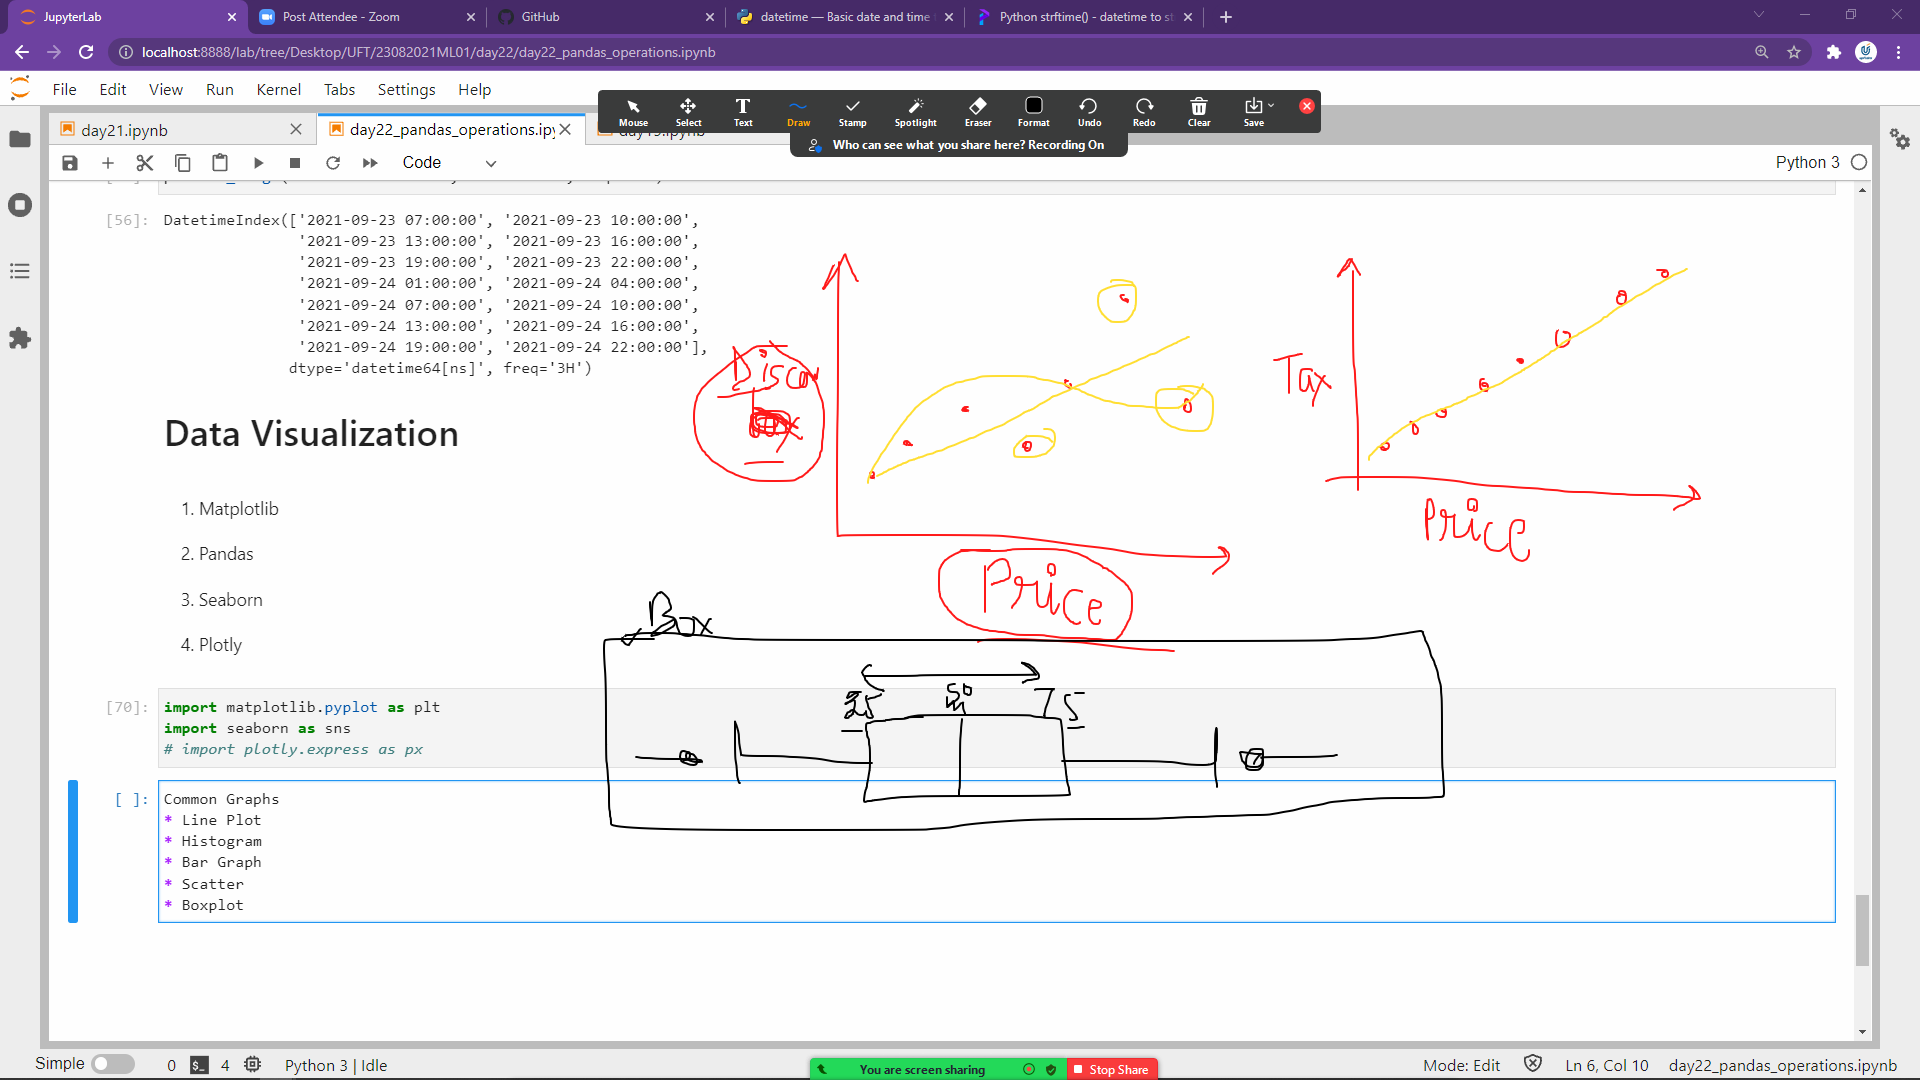 JupyterLab
Post Attendee - Zoom
GitHub
datetime — Basic date and time
Python strftime() - datetime to st
localhost:8888/lab/tree/Desktop/UFT/23082021ML01/day22/day22_pandas_operations.ipynb
File Edit View Run Kernel Tabs Settings Help
Mouse Select Text Draw Stamp Spotlight Eraser Format Undo Redo Clear Save
day21.ipynb
day22_pandas_operations.ipy
Who can see what you share here? Recording On
Code
Python 3
[56]: DatetimeIndex(['2021-09-23 07:00:00', '2021-09-23 10:00:00',
'2021-09-23 13:00:00', '2021-09-23 16:00:00',
'2021-09-23 19:00:00', '2021-09-23 22:00:00',
'2021-09-24 01:00:00', '2021-09-24 04:00:00',
'2021-09-24 07:00:00', '2021-09-24 10:00:00',
'2021-09-24 13:00:00', '2021-09-24 16:00:00',
'2021-09-24 19:00:00', '2021-09-24 22:00:00'],
dtype='datetime64[ns]', freq='3H')
Tax
Price
Price
Data Visualization
1. Matplotlib
2. Pandas
3. Seaborn
4. Plotly
Box
25 50 75
[70]: import matplotlib.pyplot as plt
import seaborn as sns
# import plotly.express as px
[ ]: Common Graphs
* Line Plot
* Histogram
* Bar Graph
* Scatter
* Boxplot
Simple 0 4 Python 3 | Idle
You are screen sharing Stop Share
Mode: Edit Ln 6, Col 10 day22_pandas_operations.ipynb